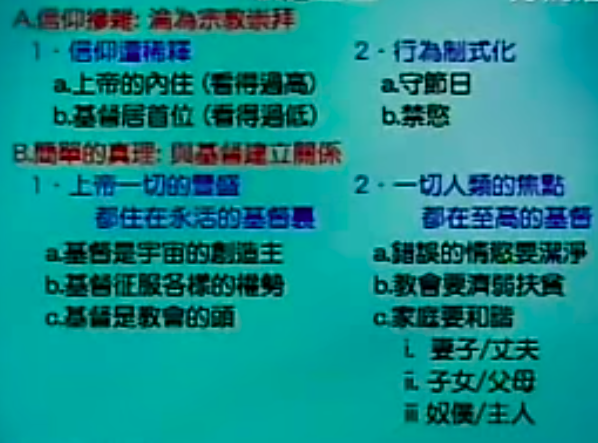 A.信仰摻雜: 淪為宗教崇拜
1．信仰遭稀釋
a.上帝的內住 (看得過高)
b.基督居首位 (看得過低)
2．行為制式化
a.守節日
b.禁慾
B.簡單的真理: 與基督建立關係
1．上帝一切的豐盛
都住在永活的基督裏
a.基督是宇宙的創造主
b.基督征服各樣的權勢
c.基督是教會的頭
2．一切人類的焦點
都在至高的基督
a.錯誤的情慾要潔淨
b.教會要濟弱扶貧
c.家庭要和諧
i. 妻子/丈夫
ii. 子女/父母
iii 奴僕/主人